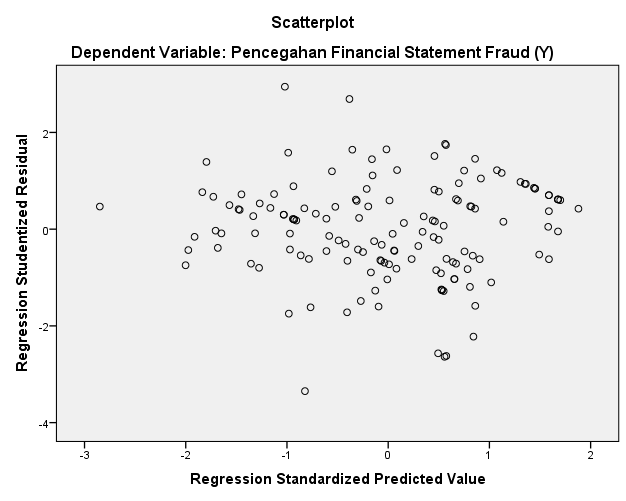 Scatterplot
Dependent Variable: Pencegahan Financial Statement Fraud (Y)
Regression Studentized Residual
2
0
-2
-4
-3 -2 -1 0 1 2
Regression Standardized Predicted Value